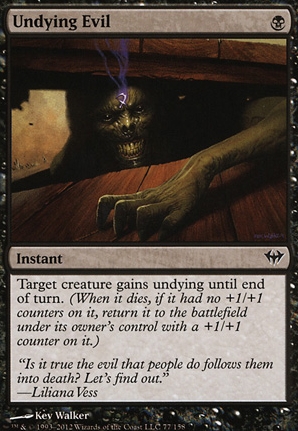 Undying Evil
Instant
Target creature gains undying until end
of turn. (When it dies, if it had no +1/+1
counters on it, return it to the battlefield
under its owner's control with a +1/+1
counter on it.)
"Is it true the evil that people do follows them
into death? Let's find out."
—Liliana Vess
Key Walker
™ & © 1993–2012 Wizards of the Coast LLC 77/158